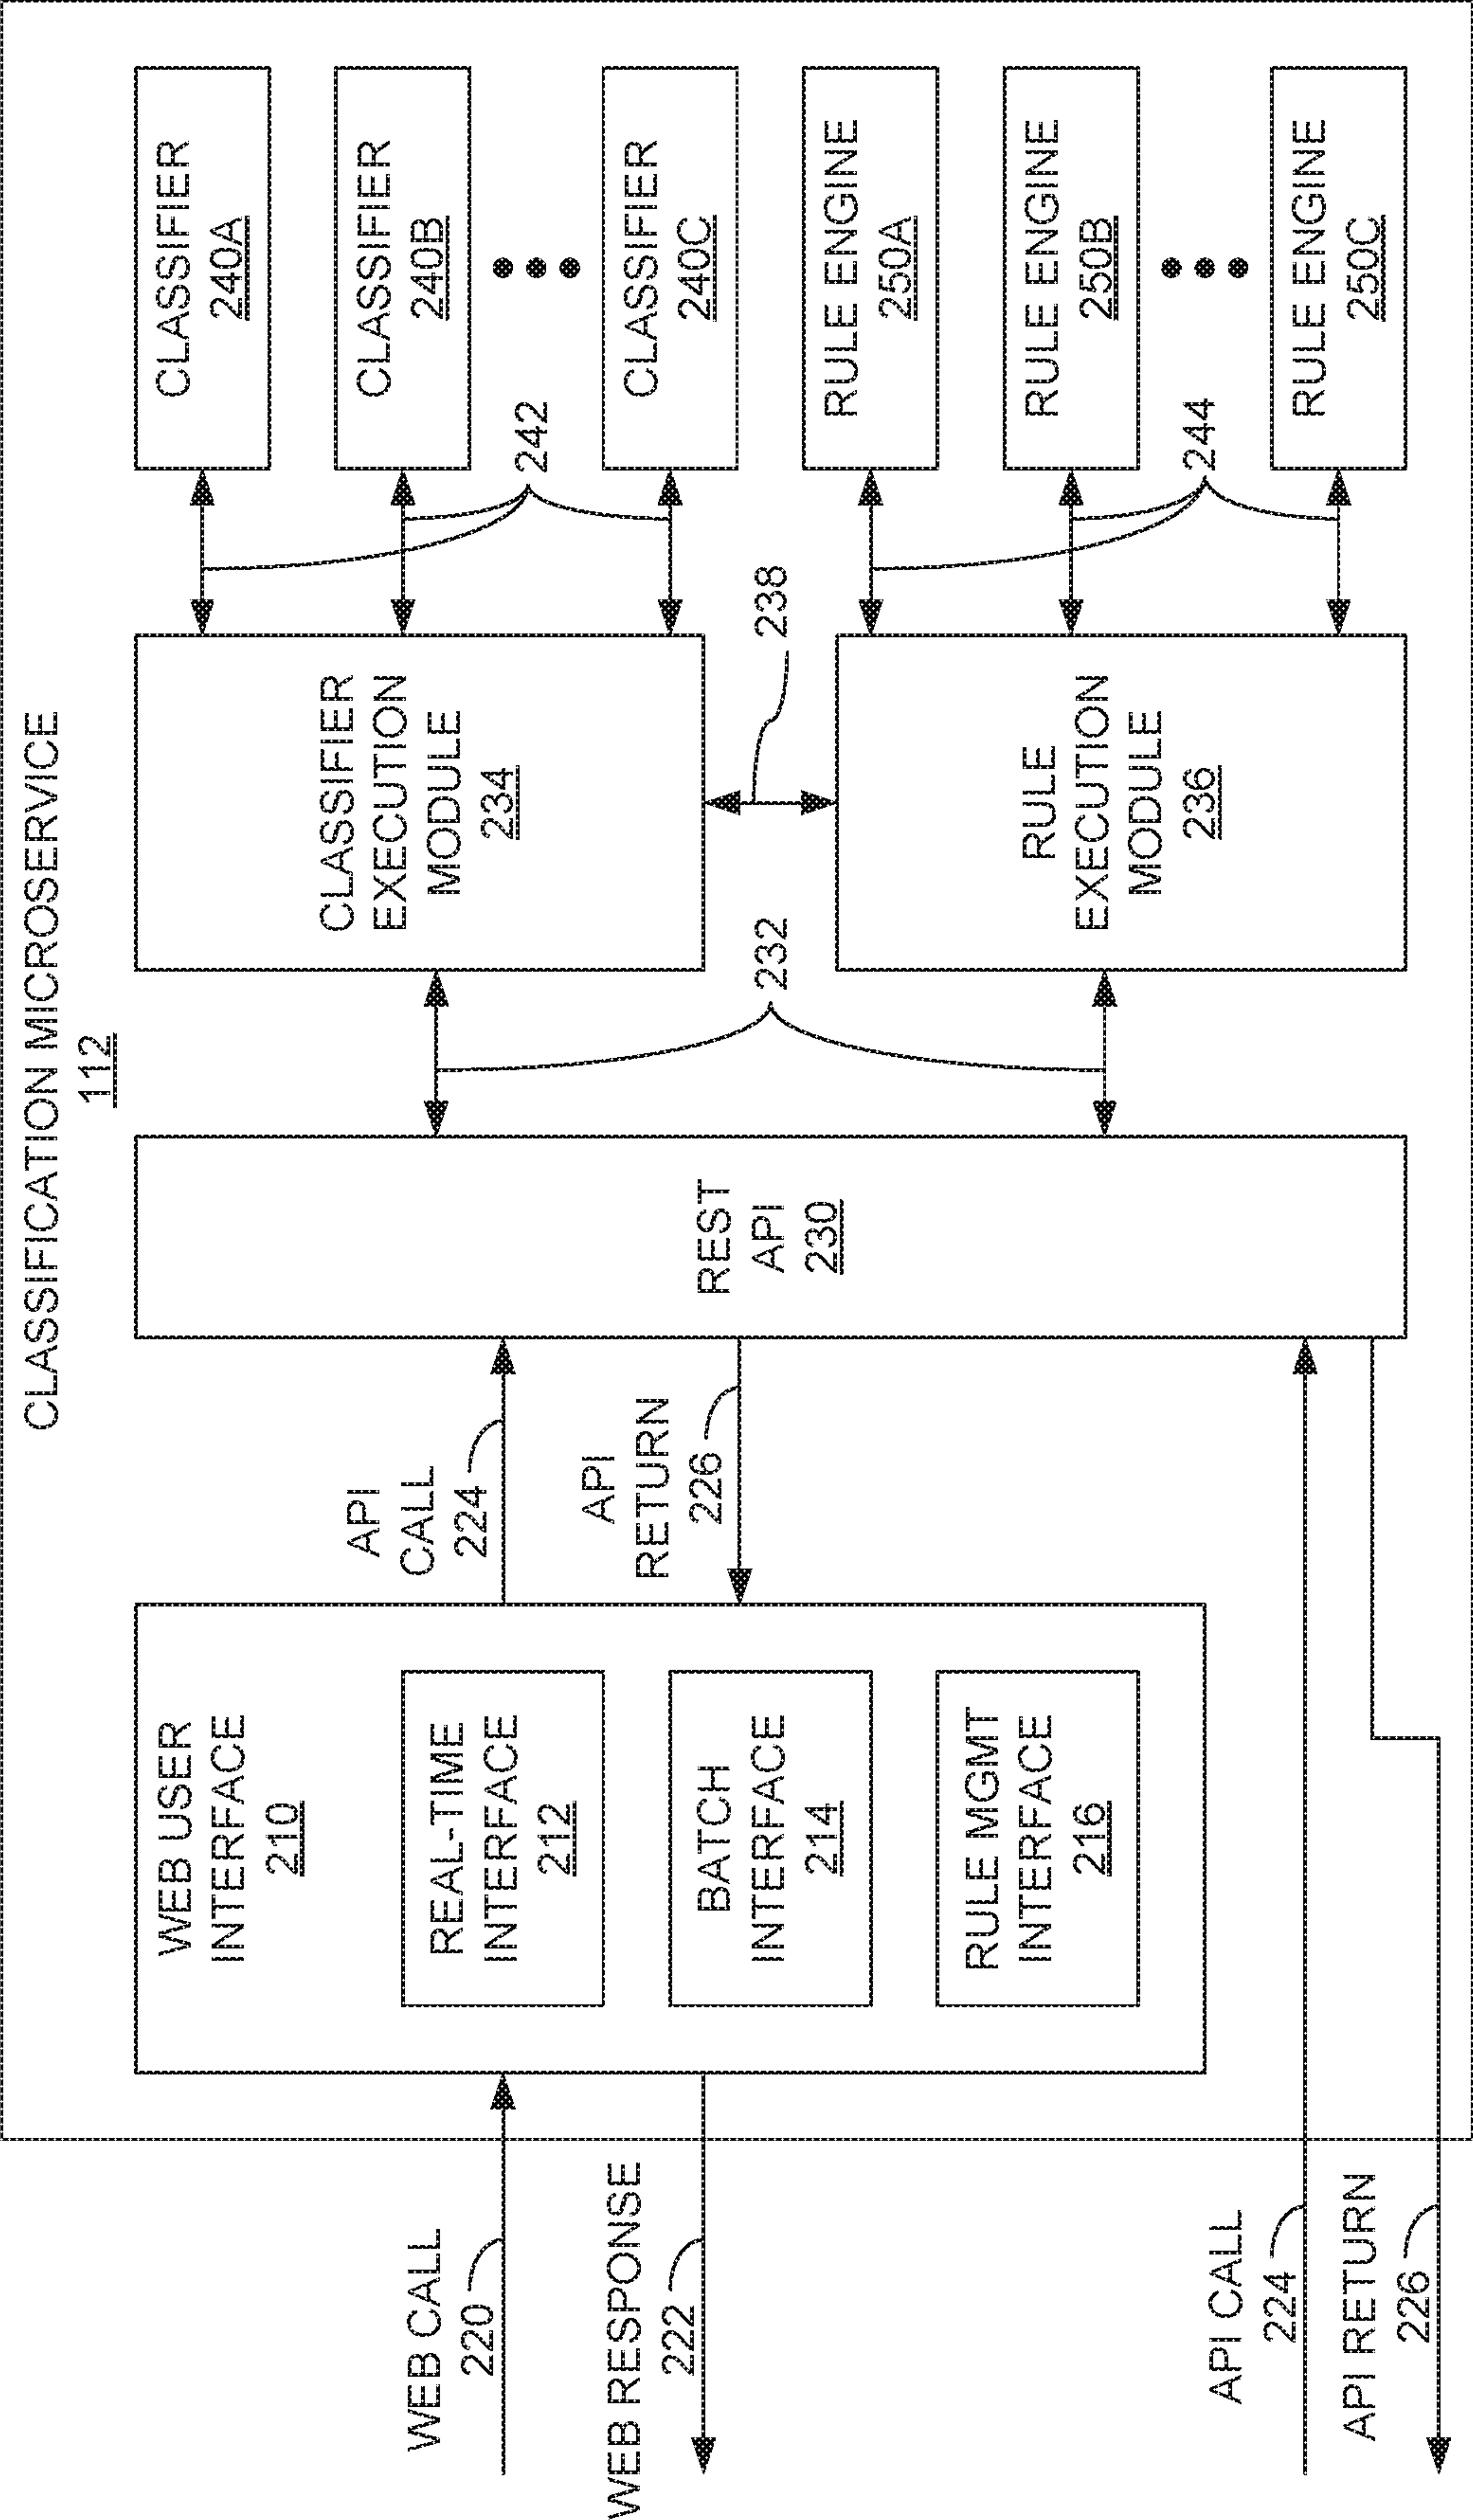 CLASSIFICATION MICROSERVICE
112
WEB CALL
220
WEB RESPONSE
222
API CALL
224
API RETURN
226
WEB USER
INTERFACE
210
REAL-TIME
INTERFACE
212
BATCH
INTERFACE
214
RULE MGMT
INTERFACE
216
API
CALL
224
API
RETURN
226
REST
API
230
232
CLASSIFIER
EXECUTION
MODULE
234
238
RULE
EXECUTION
MODULE
236
242
244
CLASSIFIER
240A
CLASSIFIER
240B
CLASSIFIER
240C
RULE ENGINE
250A
RULE ENGINE
250B
RULE ENGINE
250C